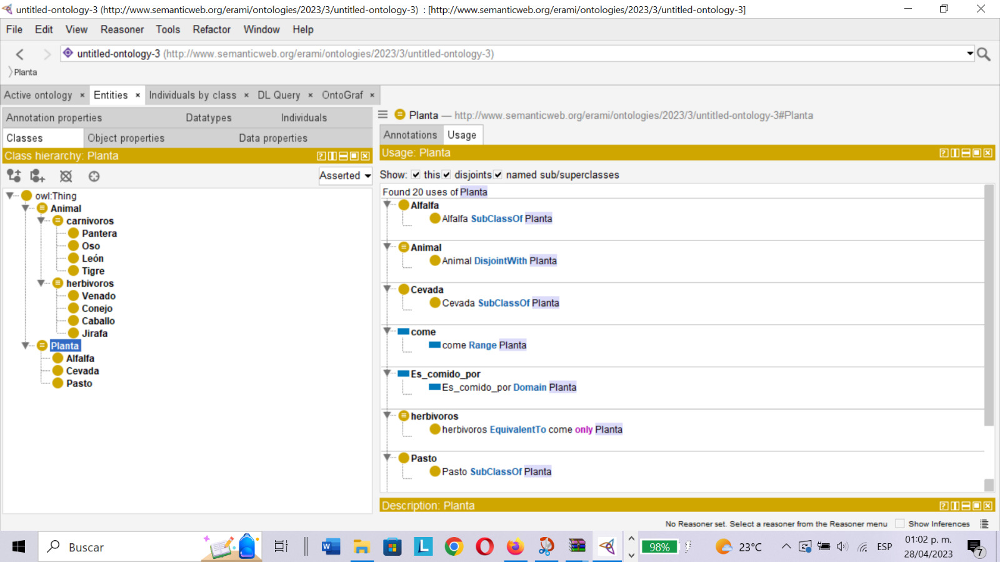 untitled-ontology-3 (http://www.semanticweb.org/erami/ontologies/2023/3/untitled-ontology-3) : [http://www.semanticweb.org/erami/ontologies/2023/3/untitled-ontology-3]
File Edit View Reasoner Tools Refactor Window Help
untitled-ontology-3 (http://www.semanticweb.org/erami/ontologies/2023/3/untitled-ontology-3)
Planta
Active ontology × Entities × Individuals by class × DL Query × OntoGraf ×
Annotation properties Datatypes Individuals
Classes Object properties Data properties
Class hierarchy: Planta
Asserted
owl:Thing
Animal
carnivoros
Pantera
Oso
León
Tigre
herbivoros
Venado
Conejo
Caballo
Jirafa
Planta
Alfalfa
Cevada
Pasto
Planta — http://www.semanticweb.org/erami/ontologies/2023/3/untitled-ontology-3#Planta
Annotations Usage
Usage: Planta
Show: this disjoints named sub/superclasses
Found 20 uses of Planta
Alfalfa
Alfalfa SubClassOf Planta
Animal
Animal DisjointWith Planta
Cevada
Cevada SubClassOf Planta
come
come Range Planta
Es_comido_por
Es_comido_por Domain Planta
herbivoros
herbivoros EquivalentTo come only Planta
Pasto
Pasto SubClassOf Planta
Description: Planta
No Reasoner set. Select a reasoner from the Reasoner menu Show Inferences
Buscar
98%
23°C
ESP
01:02 p. m.
28/04/2023
7